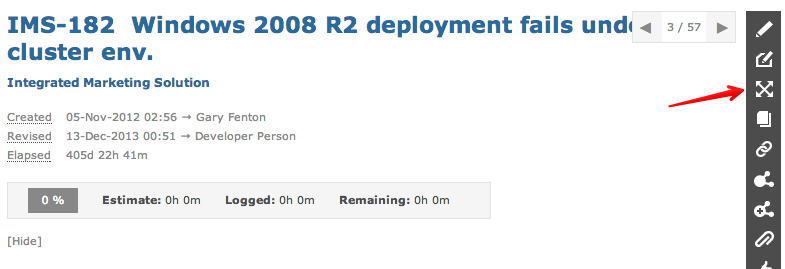 IMS-182 Windows 2008 R2 deployment fails unde
cluster env.
◀ 3 / 57 ▶
Integrated Marketing Solution
Created 05-Nov-2012 02:56 → Gary Fenton
Revised 13-Dec-2013 00:51 → Developer Person
Elapsed 405d 22h 41m
0 % Estimate: 0h 0m Logged: 0h 0m Remaining: 0h 0m
[Hide]